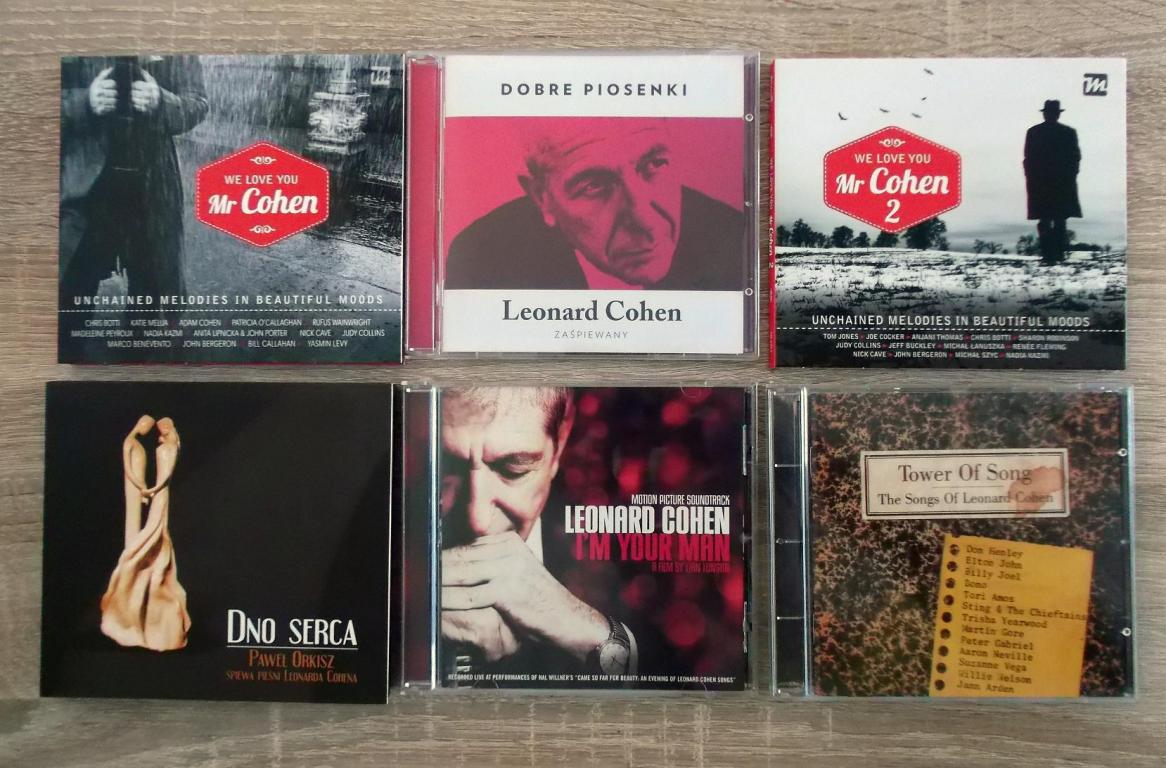 WE LOVE YOU
Mr Cohen
UNCHAINED MELODIES IN BEAUTIFUL MOODS
CHRIS BOTTI KATIE MELUA ADAM COHEN PATRICIA O'CALLAGHAN RUFUS WAINWRIGHT
MADELEINE PEYROUX NADIA KAZMI ANITA LIPNICKA & JOHN PORTER NICK CAVE JUDY COLLINS
MARCO BENEVENTO JOHN BERGERON BILL CALLAHAN YASMIN LEVY
DOBRE PIOSENKI
Leonard Cohen
ZAŚPIEWANY
m
WE LOVE YOU
Mr Cohen
2
UNCHAINED MELODIES IN BEAUTIFUL MOODS
TOM JONES JOE COCKER ANJANI THOMAS CHRIS BOTTI SHARON ROBINSON
JUDY COLLINS JEFF BUCKLEY MICHAŁ ŁANUSZKA RENÉE FLEMING
NICK CAVE JOHN BERGERON MICHAŁ SZYC NADIA KAZMI
DNO SERCA
PAWEŁ ORKISZ
ŚPIEWA PIEŚNI LEONARDA COHENA
MOTION PICTURE SOUNDTRACK
LEONARD COHEN
I'M YOUR MAN
A FILM BY LIAN LUNSON
RECORDED LIVE AT PERFORMANCES OF HAL WILLNER'S "CAME SO FAR FOR BEAUTY: AN EVENING OF LEONARD COHEN SONGS"
Tower Of Song
The Songs Of Leonard Cohen
Don Henley
Elton John
Billy Joel
Bono
Tori Amos
Sting & The Chieftains
Trisha Yearwood
Martin Gore
Peter Gabriel
Aaron Neville
Suzanne Vega
Willie Nelson
Jann Arden